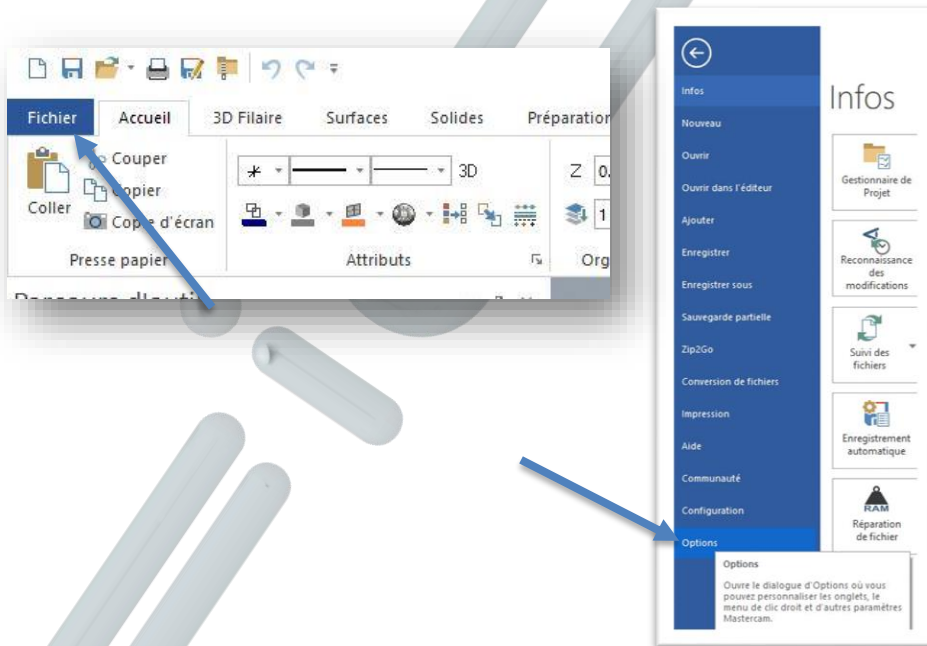 Fichier Accueil 3D Filaire Surfaces Solides Préparation
Couper
Copier
Coller
Copie d'écran
3D
Z 0.
1
Presse papier Attributs Org
Infos
Nouveau
Ouvrir
Ouvrir dans l'éditeur
Ajouter
Enregistrer
Enregistrer sous
Sauvegarde partielle
Zip2Go
Conversion de fichiers
Impression
Aide
Communauté
Configuration
Options
Infos
Gestionnaire de
Projet
Reconnaissance
des
modifications
Suivi des
fichiers
Enregistrement
automatique
RAM
Réparation
de fichier
Options
Ouvre le dialogue d'Options où vous
pouvez personnaliser les onglets, le
menu de clic droit et d'autres paramètres
Mastercam.